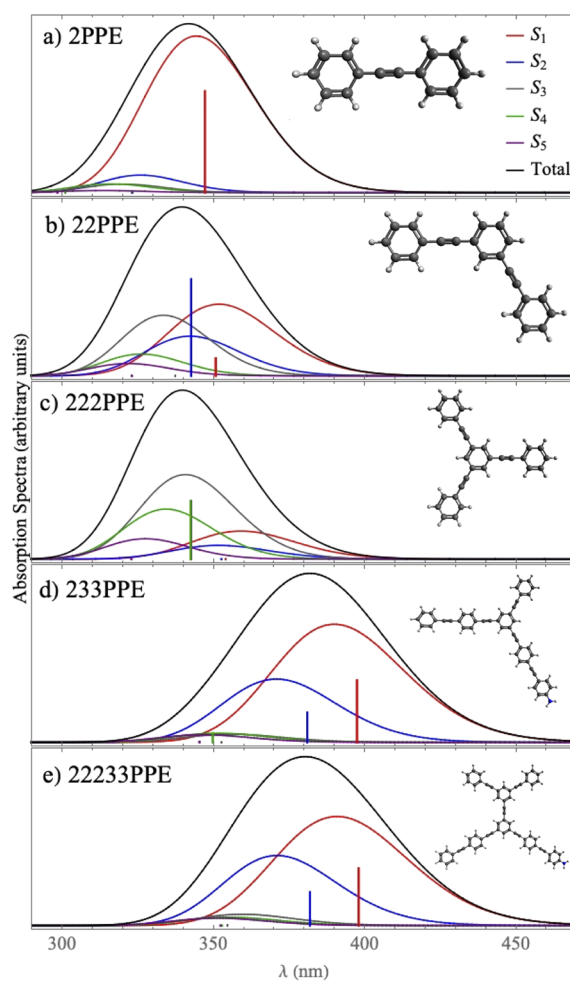 a) 2PPE
S₁
S₂
S₃
S₄
S₅
Total
b) 22PPE
c) 222PPE
d) 233PPE
e) 22233PPE
Absorption Spectra (arbitrary units)
300 350 400 450
λ (nm)